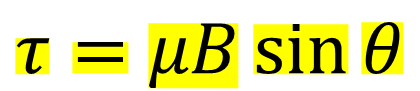 τ = μB sin θ